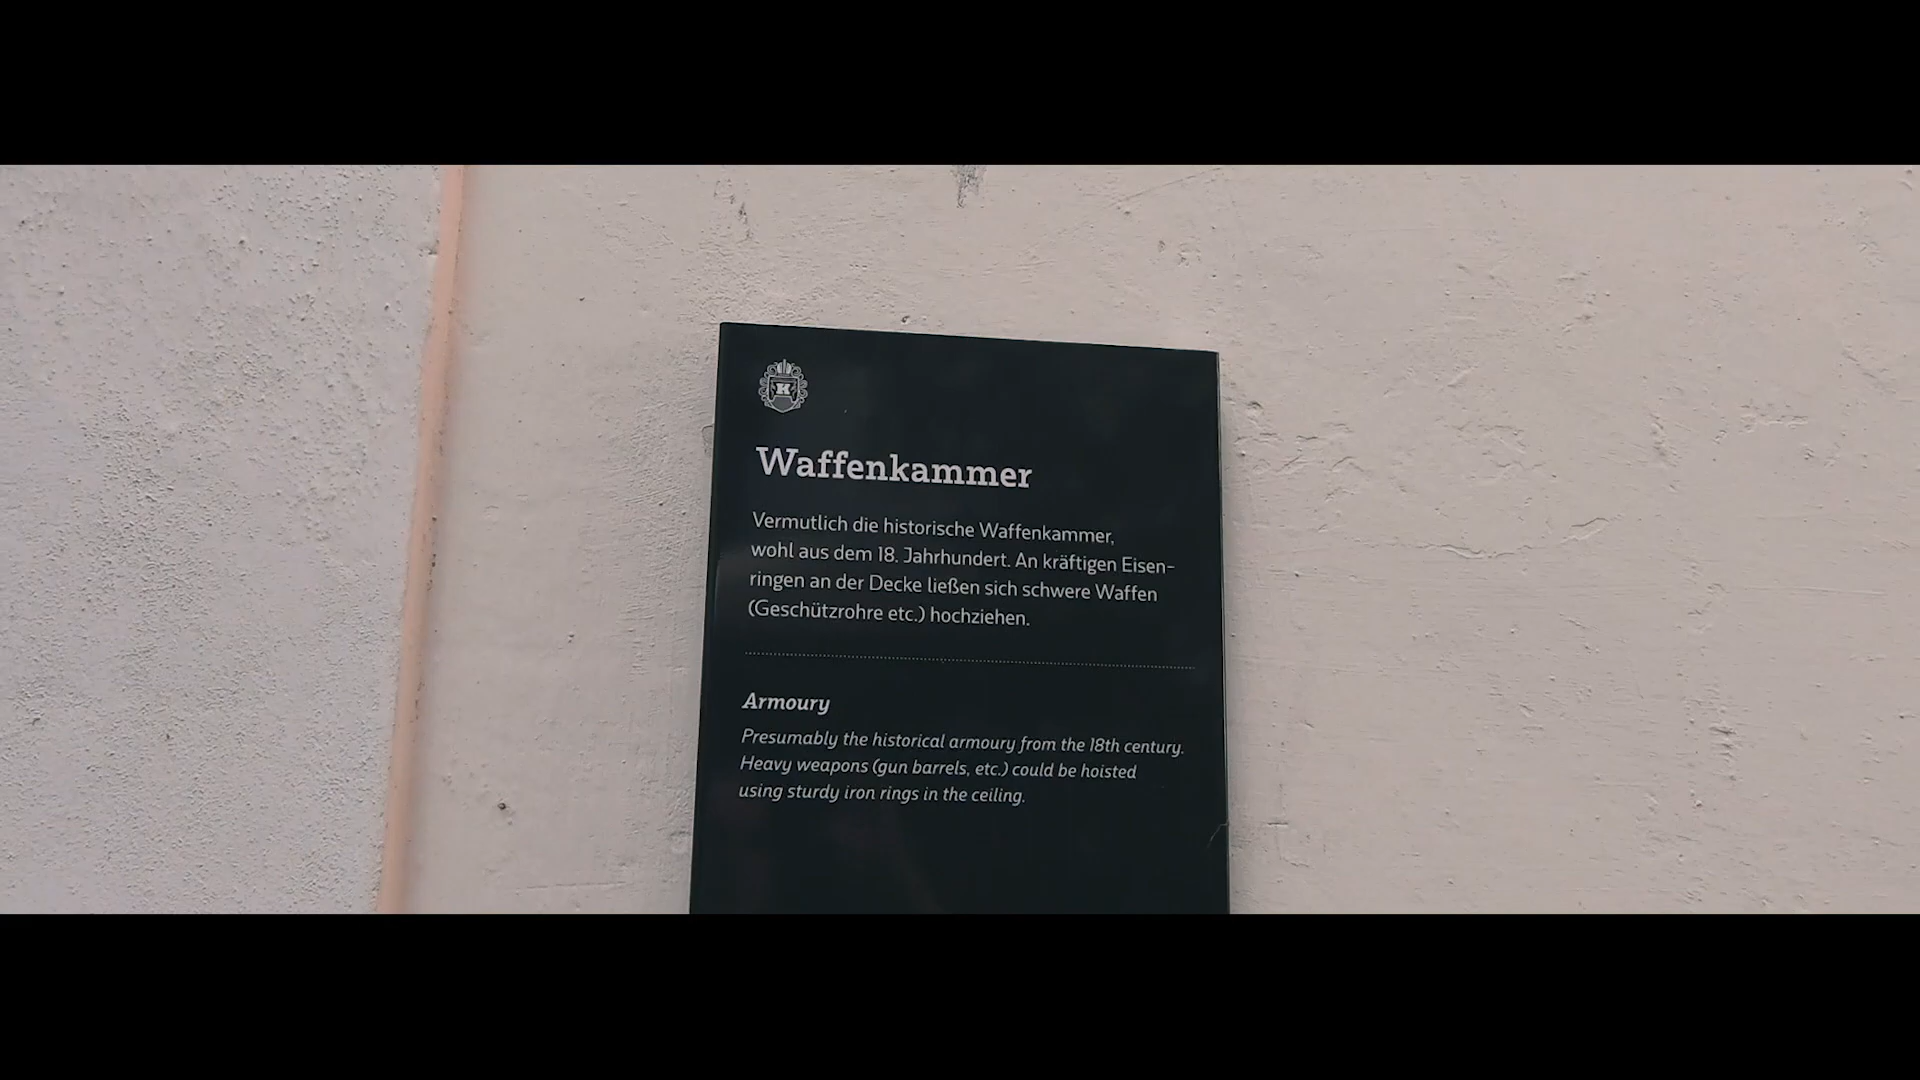 K
Waffenkammer
Vermutlich die historische Waffenkammer,
wohl aus dem 18. Jahrhundert. An kräftigen Eisen-
ringen an der Decke ließen sich schwere Waffen
(Geschützrohre etc.) hochziehen.
Armoury
Presumably the historical armoury from the 18th century.
Heavy weapons (gun barrels, etc.) could be hoisted
using sturdy iron rings in the ceiling.